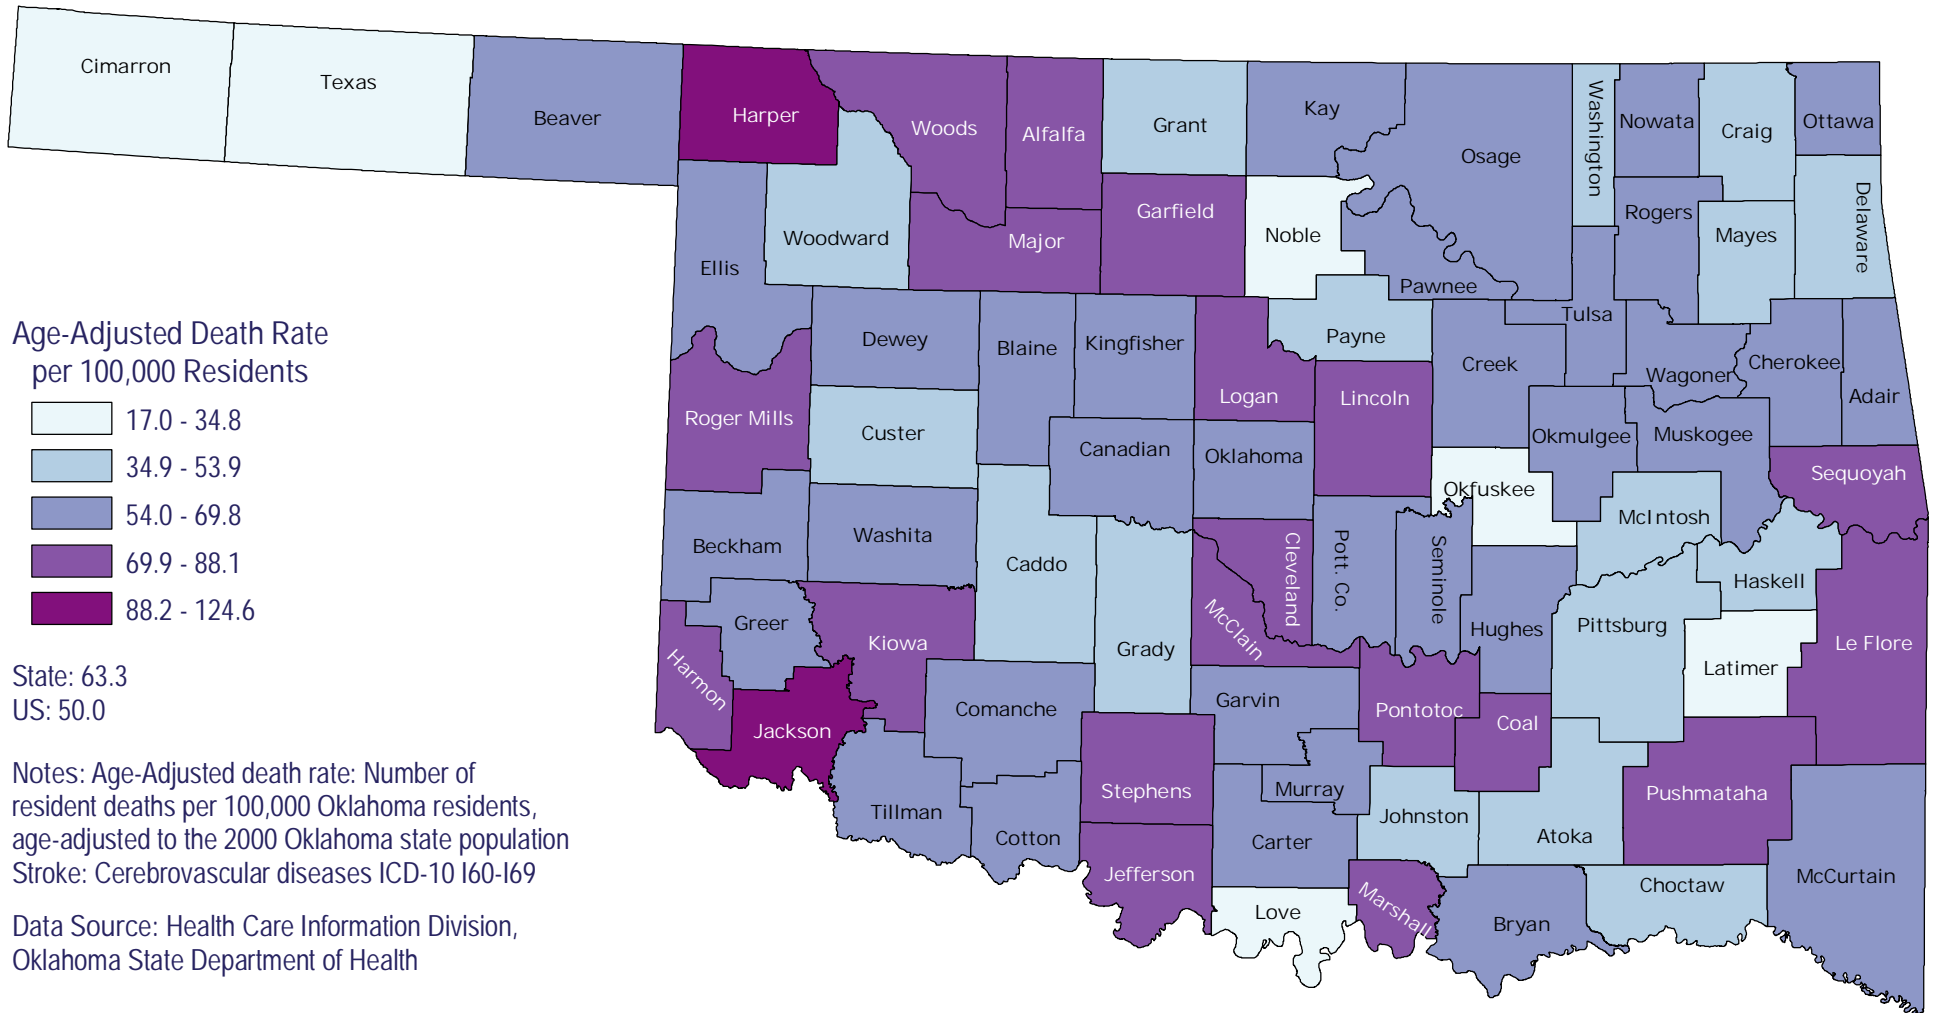 Cimarron
Texas
Beaver
Harper
Woods
Alfalfa
Grant
Kay
Osage
Washington
Nowata
Craig
Ottawa
Delaware
Ellis
Woodward
Major
Garfield
Noble
Pawnee
Rogers
Mayes
Tulsa
Dewey
Blaine
Kingfisher
Logan
Payne
Lincoln
Creek
Wagoner
Cherokee
Adair
Roger Mills
Custer
Canadian
Oklahoma
Okmulgee
Muskogee
Sequoyah
Okfuskee
McIntosh
Beckham
Washita
Caddo
Grady
Cleveland
McClain
Pott. Co.
Seminole
Hughes
Haskell
Pittsburg
Latimer
Le Flore
Greer
Kiowa
Harmon
Jackson
Comanche
Garvin
Pontotoc
Coal
Stephens
Murray
Johnston
Atoka
Pushmataha
Tillman
Cotton
Carter
Jefferson
Love
Marshall
Bryan
Choctaw
McCurtain
Age-Adjusted Death Rate
per 100,000 Residents
17.0 - 34.8
34.9 - 53.9
54.0 - 69.8
69.9 - 88.1
88.2 - 124.6
State: 63.3
US: 50.0
Notes: Age-Adjusted death rate: Number of
resident deaths per 100,000 Oklahoma residents,
age-adjusted to the 2000 Oklahoma state population
Stroke: Cerebrovascular diseases ICD-10 I60-I69
Data Source: Health Care Information Division,
Oklahoma State Department of Health